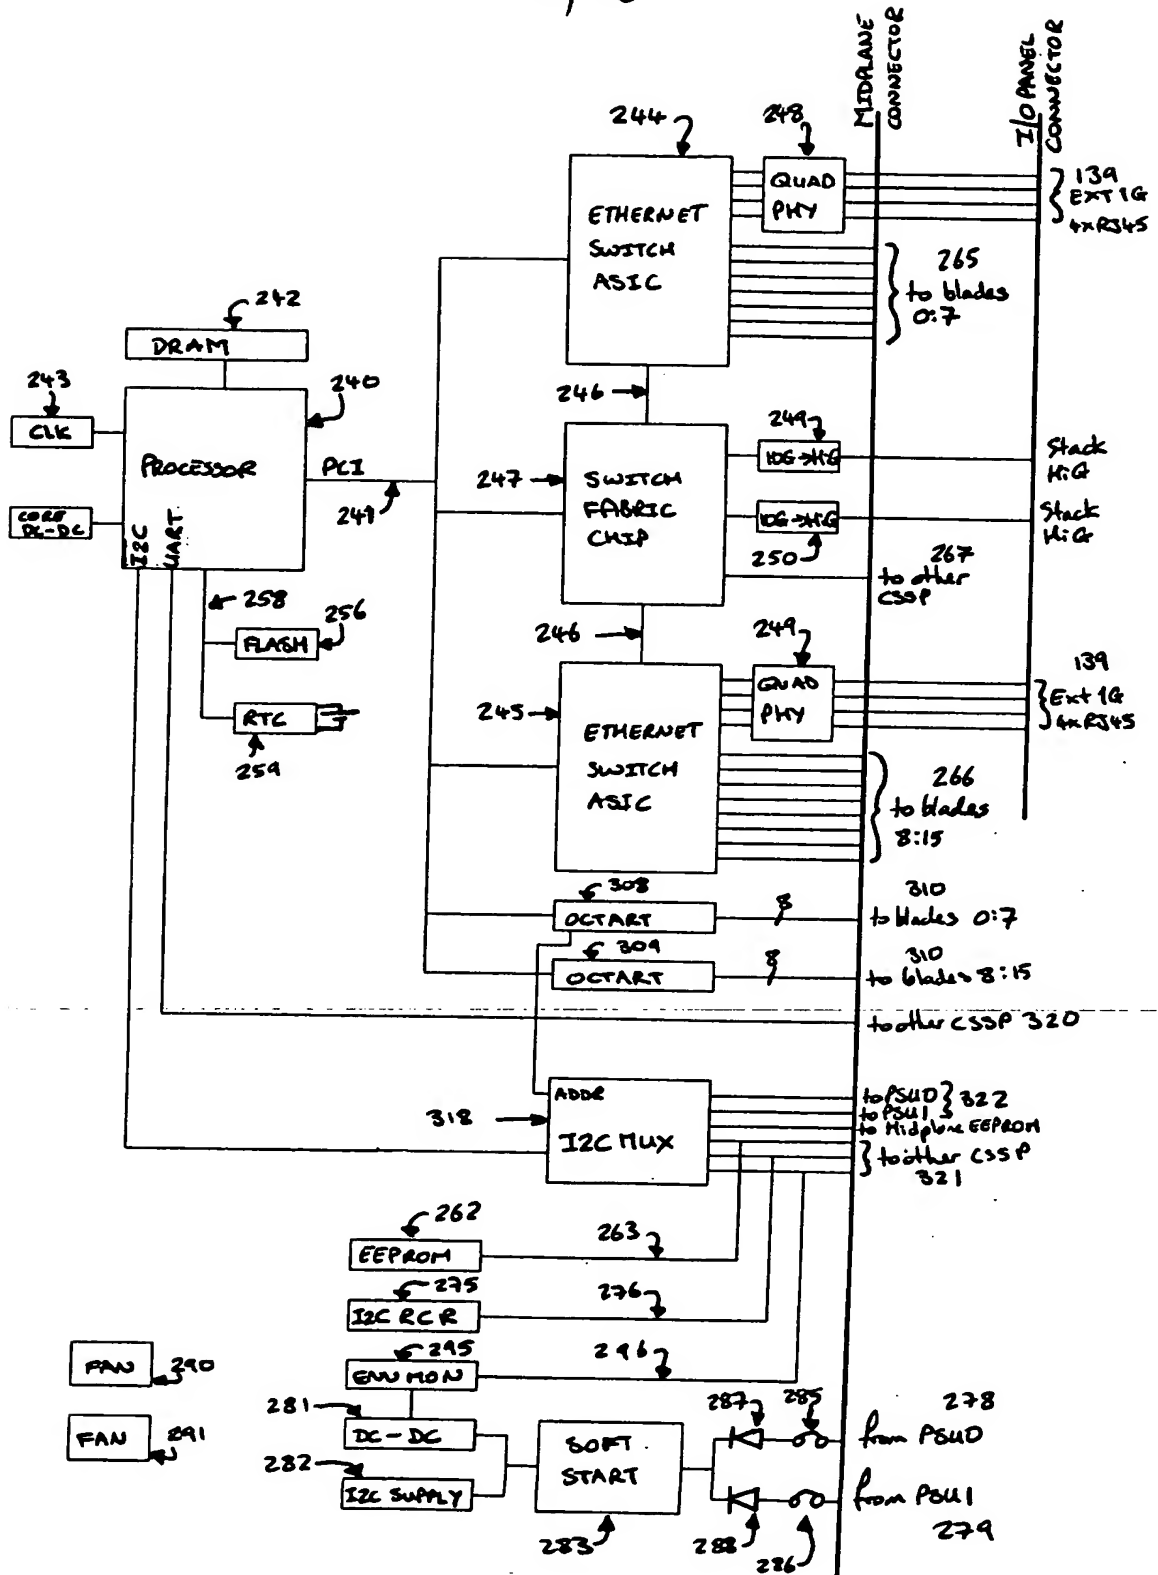 MIDPLANE
CONNECTOR
I/O PANEL
CONNECTOR
244
248
ETHERNET
SWITCH
ASIC
QUAD
PHY
139
EXT 1G
4xRJ45
265
to blades
0:7
242
DRAM
243
CLK
240
PROCESSOR
PCI
249
CORE
DC-DC
I2C
UART
246
247
SWITCH
FABRIC
CHIP
249
10G→HiG
Stack
HiG
10G→HiG
250
Stack
HiG
267
to other
CSSP
258
256
FLASH
RTC
259
246
249
245
ETHERNET
SWITCH
ASIC
QUAD
PHY
139
Ext 1G
4xRJ45
266
to blades
8:15
308
OCTART
8
310
to blades 0:7
309
OCTART
8
310
to blades 8:15
to other CSSP 320
318
ADDR
I2C MUX
to PSU0
to PSU1
322
to Midplane EEPROM
to other CSSP
321
262
EEPROM
263
275
I2C RCR
276
295
ENV MON
296
FAN
290
FAN
291
281
DC-DC
282
I2C SUPPLY
SOFT
START
283
287
285
278
from PSU0
288
286
from PSU1
279